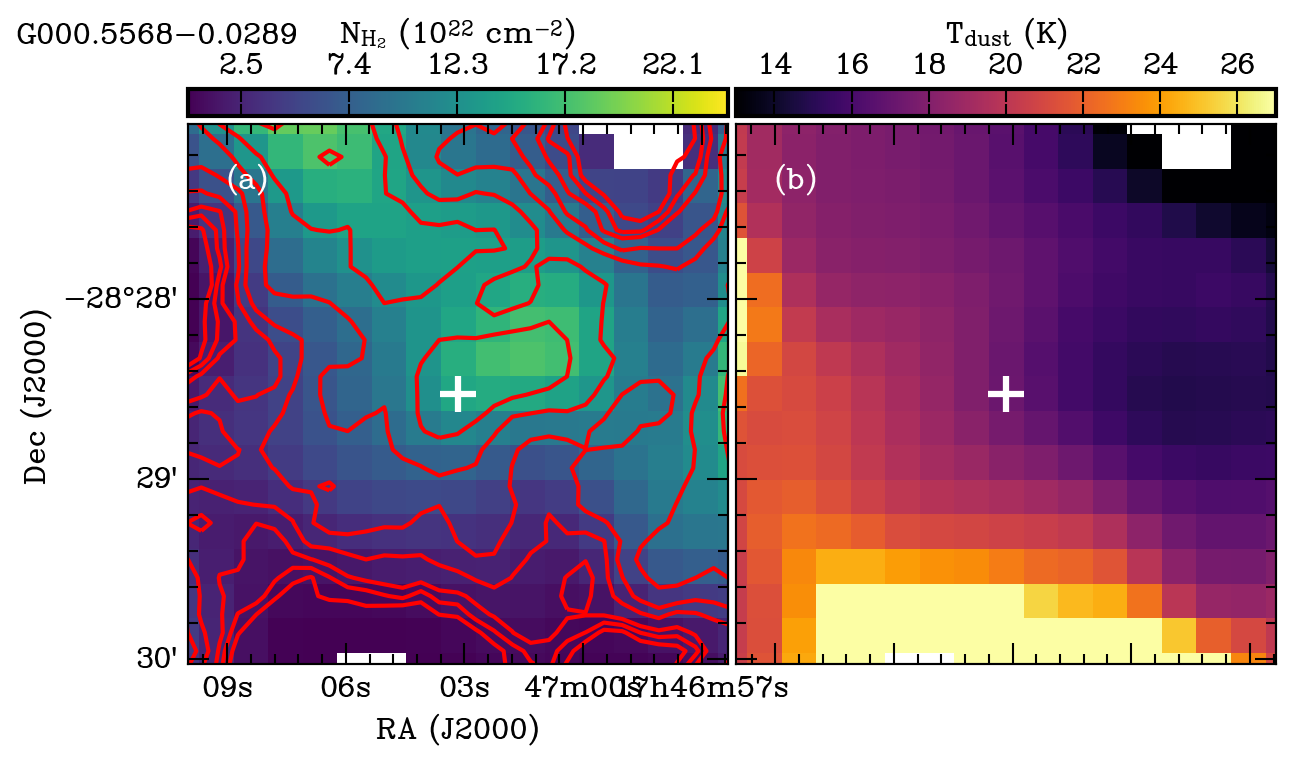 G000.5568−0.0289 N_H₂ (10²² cm⁻²) T_dust (K)
2.5 7.4 12.3 17.2 22.1 14 16 18 20 22 24 26
(a) (b)
−28°28'
29'
30'
Dec (J2000)
09s 06s 03s 47m00s 17h46m57s
RA (J2000)